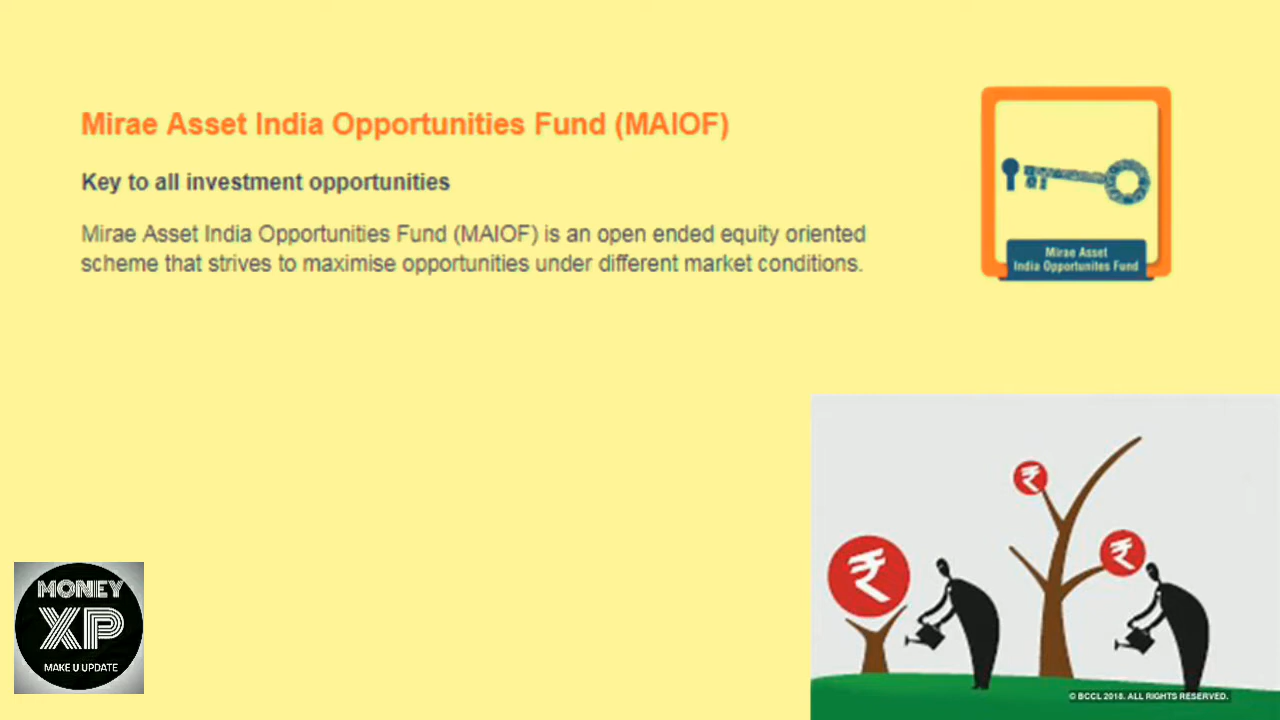 Mirae Asset India Opportunities Fund (MAIOF)
Key to all investment opportunities
Mirae Asset India Opportunities Fund (MAIOF) is an open ended equity oriented
scheme that strives to maximise opportunities under different market conditions.
Mirae Asset
India Opportunites Fund
₹
₹
₹
MONEY
XP
MAKE U UPDATE
© BCCL 2018. ALL RIGHTS RESERVED.